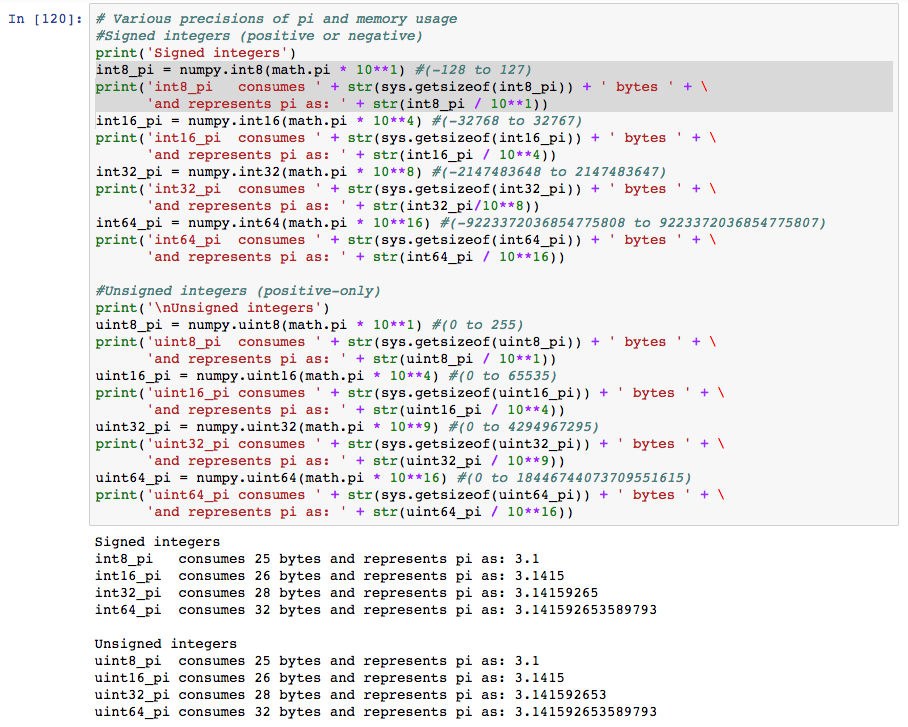 In [120]:
# Various precisions of pi and memory usage
#Signed integers (positive or negative)
print('Signed integers')
int8_pi = numpy.int8(math.pi * 10**1) #(-128 to 127)
print('int8_pi   consumes ' + str(sys.getsizeof(int8_pi)) + ' bytes ' + \
      'and represents pi as: ' + str(int8_pi / 10**1))
int16_pi = numpy.int16(math.pi * 10**4) #(-32768 to 32767)
print('int16_pi  consumes ' + str(sys.getsizeof(int16_pi)) + ' bytes ' + \
      'and represents pi as: ' + str(int16_pi / 10**4))
int32_pi = numpy.int32(math.pi * 10**8) #(-2147483648 to 2147483647)
print('int32_pi  consumes ' + str(sys.getsizeof(int32_pi)) + ' bytes ' + \
      'and represents pi as: ' + str(int32_pi/10**8))
int64_pi = numpy.int64(math.pi * 10**16) #(-9223372036854775808 to 9223372036854775807)
print('int64_pi  consumes ' + str(sys.getsizeof(int64_pi)) + ' bytes ' + \
      'and represents pi as: ' + str(int64_pi / 10**16))
#Unsigned integers (positive-only)
print('\nUnsigned integers')
uint8_pi = numpy.uint8(math.pi * 10**1) #(0 to 255)
print('uint8_pi  consumes ' + str(sys.getsizeof(uint8_pi)) + ' bytes ' + \
      'and represents pi as: ' + str(uint8_pi / 10**1))
uint16_pi = numpy.uint16(math.pi * 10**4) #(0 to 65535)
print('uint16_pi consumes ' + str(sys.getsizeof(uint16_pi)) + ' bytes ' + \
      'and represents pi as: ' + str(uint16_pi / 10**4))
uint32_pi = numpy.uint32(math.pi * 10**9) #(0 to 4294967295)
print('uint32_pi consumes ' + str(sys.getsizeof(uint32_pi)) + ' bytes ' + \
      'and represents pi as: ' + str(uint32_pi / 10**9))
uint64_pi = numpy.uint64(math.pi * 10**16) #(0 to 18446744073709551615)
print('uint64_pi consumes ' + str(sys.getsizeof(uint64_pi)) + ' bytes ' + \
      'and represents pi as: ' + str(uint64_pi / 10**16))
Signed integers
int8_pi   consumes 25 bytes and represents pi as: 3.1
int16_pi  consumes 26 bytes and represents pi as: 3.1415
int32_pi  consumes 28 bytes and represents pi as: 3.14159265
int64_pi  consumes 32 bytes and represents pi as: 3.141592653589793
Unsigned integers
uint8_pi  consumes 25 bytes and represents pi as: 3.1
uint16_pi consumes 26 bytes and represents pi as: 3.1415
uint32_pi consumes 28 bytes and represents pi as: 3.141592653
uint64_pi consumes 32 bytes and represents pi as: 3.141592653589793